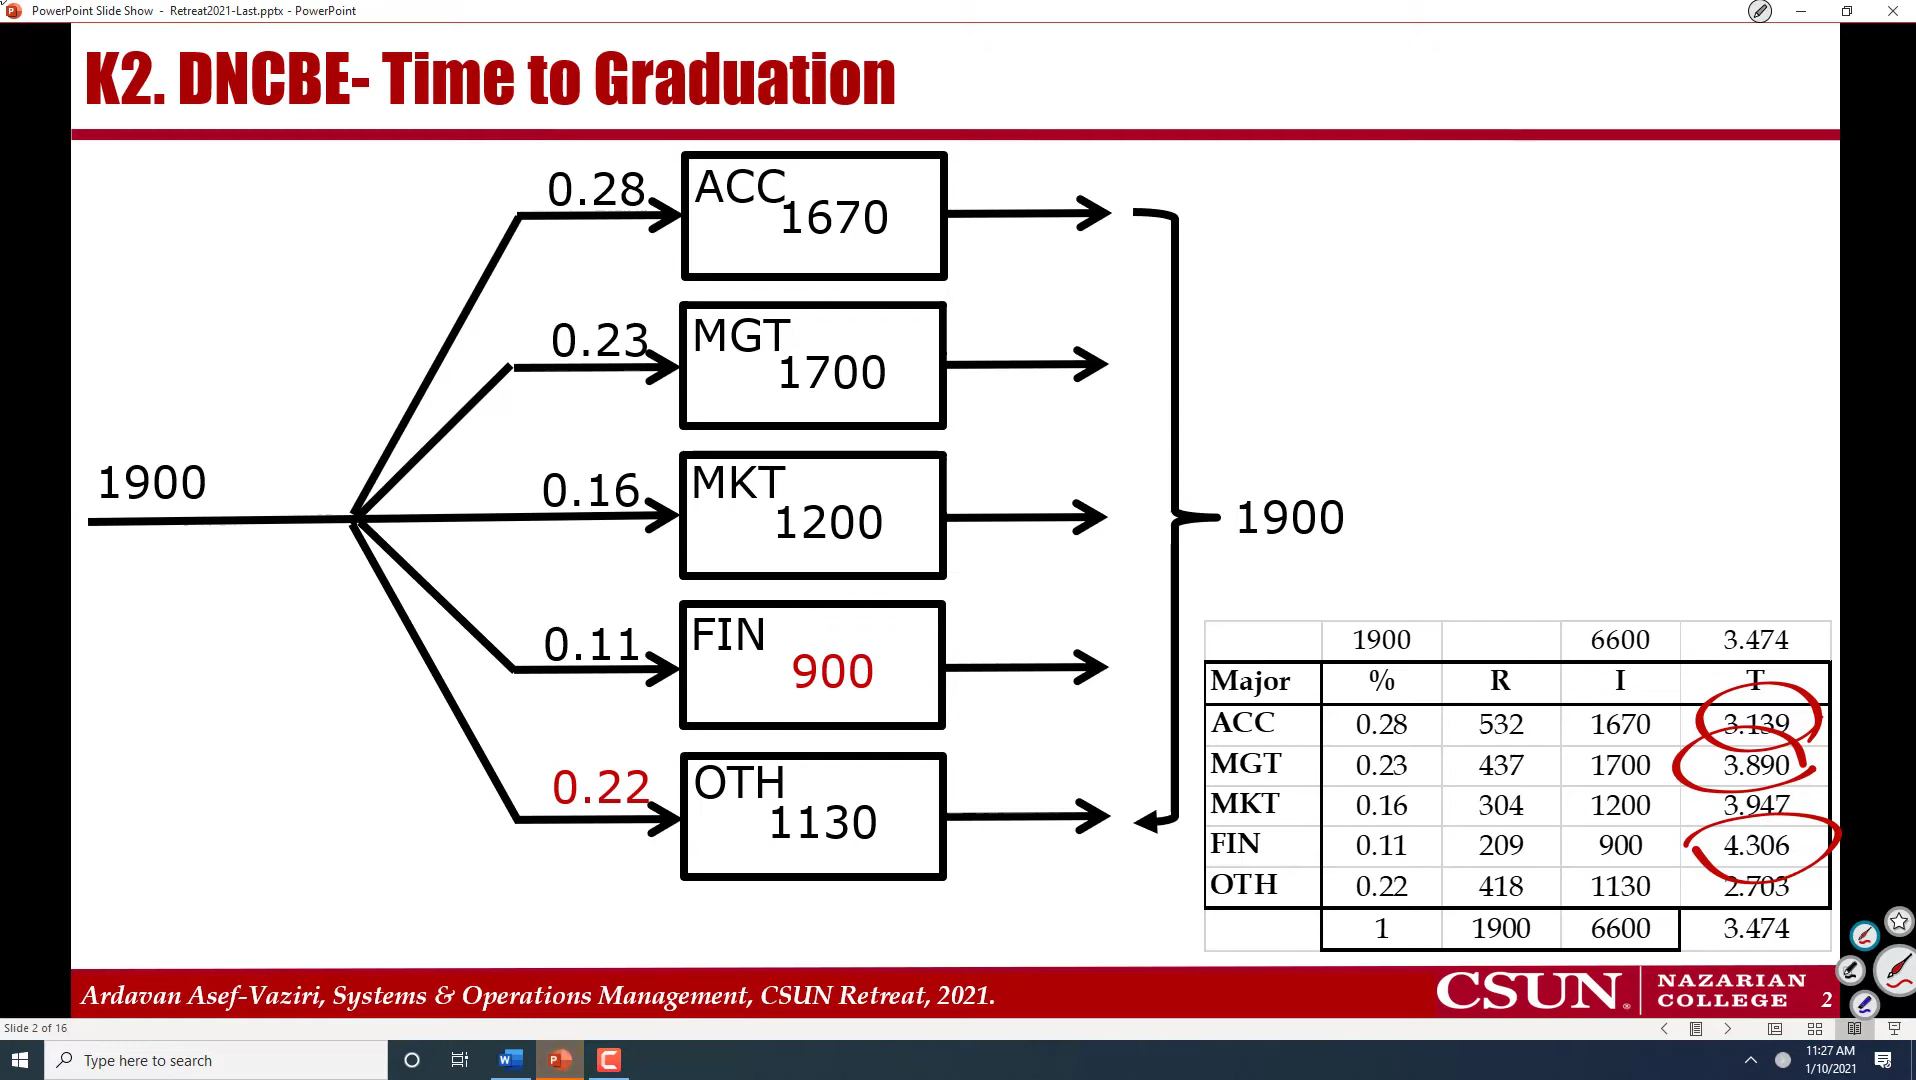 PowerPoint Slide Show - Retreat2021-Last.pptx - PowerPoint
K2. DNCBE- Time to Graduation
0.28
ACC
1670
0.23
MGT
1700
1900
0.16
MKT
1200
1900
0.11
FIN
900
0.22
OTH
1130
1900 6600 3.474
Major % R I T
ACC 0.28 532 1670 3.139
MGT 0.23 437 1700 3.890
MKT 0.16 304 1200 3.947
FIN 0.11 209 900 4.306
OTH 0.22 418 1130 2.703
1 1900 6600 3.474
Ardavan Asef-Vaziri, Systems & Operations Management, CSUN Retreat, 2021.
CSUN. NAZARIAN
COLLEGE 2
Slide 2 of 16
Type here to search
11:27 AM
1/10/2021